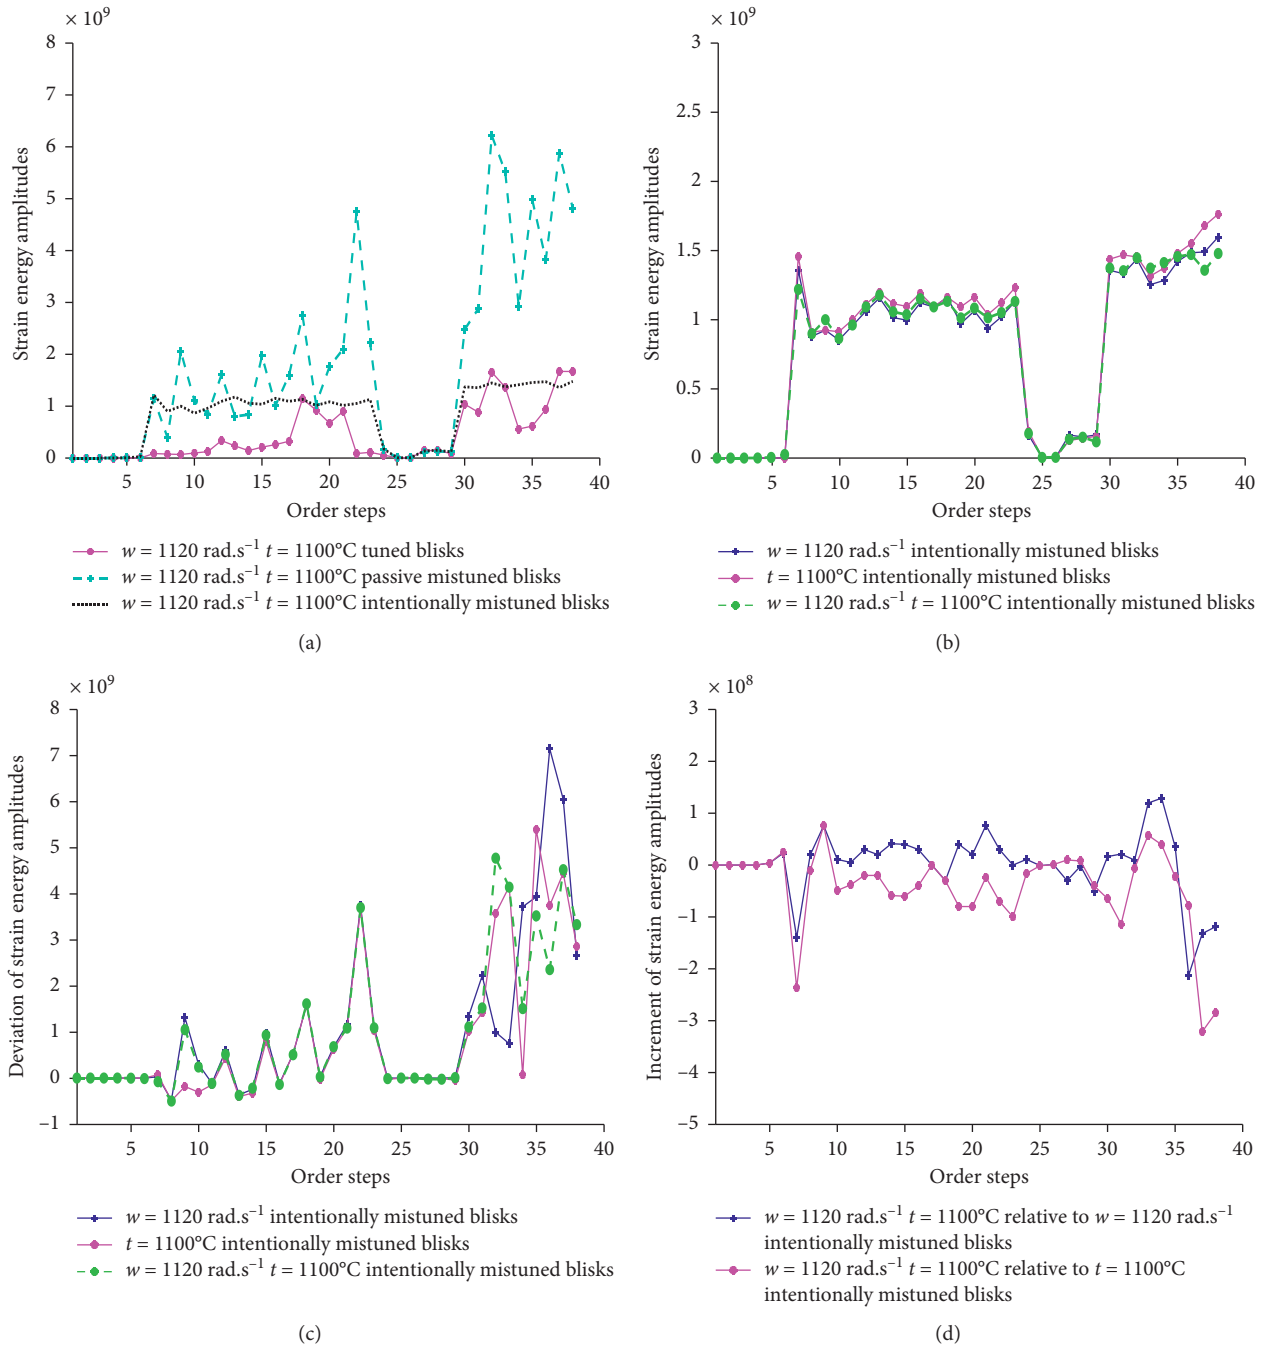 × 10⁹
8
7
6
5
4
3
2
1
0
Strain energy amplitudes
5 10 15 20 25 30 35 40
Order steps
w = 1120 rad.s⁻¹ t = 1100°C tuned blisks
w = 1120 rad.s⁻¹ t = 1100°C passive mistuned blisks
w = 1120 rad.s⁻¹ t = 1100°C intentionally mistuned blisks
(a)
× 10⁹
3
2.5
2
1.5
1
0.5
0
Strain energy amplitudes
5 10 15 20 25 30 35 40
Order steps
w = 1120 rad.s⁻¹ intentionally mistuned blisks
t = 1100°C intentionally mistuned blisks
w = 1120 rad.s⁻¹ t = 1100°C intentionally mistuned blisks
(b)
× 10⁹
8
7
6
5
4
3
2
1
0
–1
Deviation of strain energy amplitudes
5 10 15 20 25 30 35 40
Order steps
w = 1120 rad.s⁻¹ intentionally mistuned blisks
t = 1100°C intentionally mistuned blisks
w = 1120 rad.s⁻¹ t = 1100°C intentionally mistuned blisks
(c)
× 10⁸
3
2
1
0
–1
–2
–3
–4
–5
Increment of strain energy amplitudes
5 10 15 20 25 30 35 40
Order steps
w = 1120 rad.s⁻¹ t = 1100°C relative to w = 1120 rad.s⁻¹
intentionally mistuned blisks
w = 1120 rad.s⁻¹ t = 1100°C relative to t = 1100°C
intentionally mistuned blisks
(d)